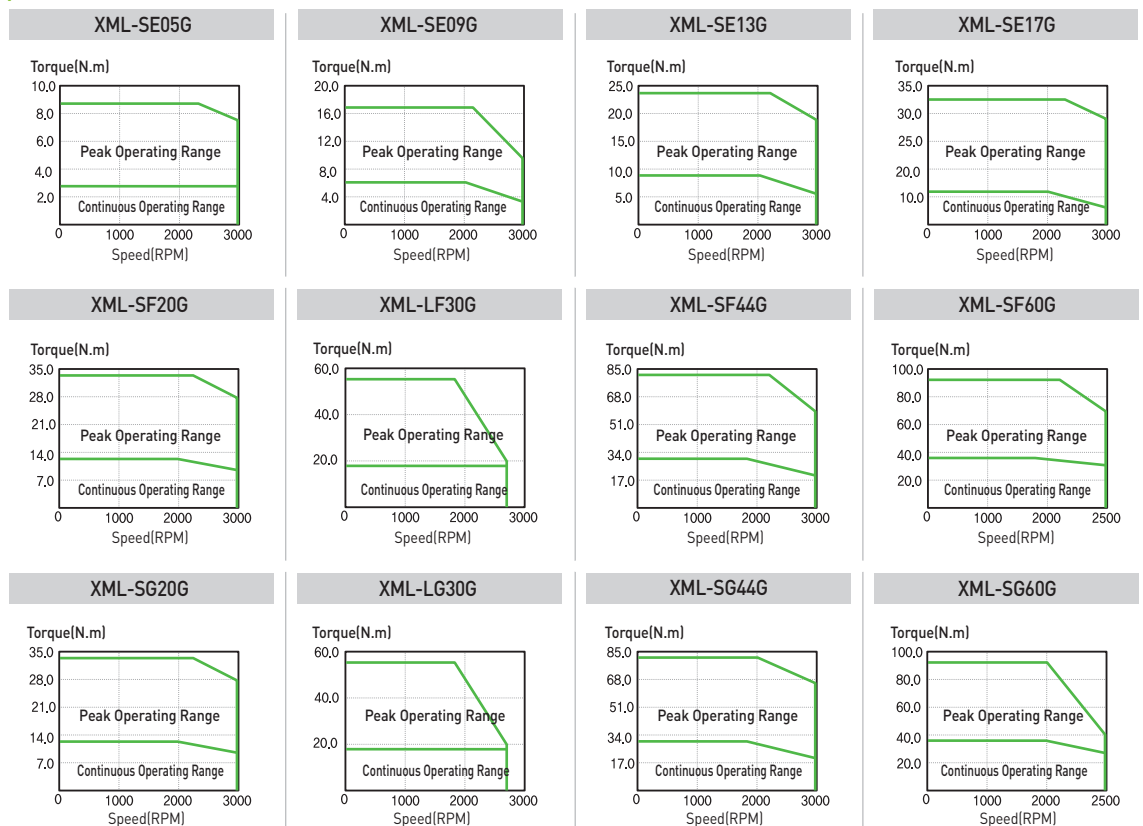 XML-SE05G
Torque(N.m)
10,0
8,0
6,0
4,0
2,0
Peak Operating Range
Continuous Operating Range
0 1000 2000 3000
Speed(RPM)
XML-SE09G
Torque(N.m)
20,0
16,0
12,0
8,0
4,0
Peak Operating Range
Continuous Operating Range
0 1000 2000 3000
Speed(RPM)
XML-SE13G
Torque(N.m)
25,0
20,0
15,0
10,0
5,0
Peak Operating Range
Continuous Operating Range
0 1000 2000 3000
Speed(RPM)
XML-SE17G
Torque(N.m)
35,0
30,0
25,0
20,0
10,0
Peak Operating Range
Continuous Operating Range
0 1000 2000 3000
Speed(RPM)
XML-SF20G
Torque(N.m)
35,0
28,0
21,0
14,0
7,0
Peak Operating Range
Continuous Operating Range
0 1000 2000 3000
Speed(RPM)
XML-LF30G
Torque(N.m)
60,0
40,0
20,0
Peak Operating Range
Continuous Operating Range
0 1000 2000 3000
Speed(RPM)
XML-SF44G
Torque(N.m)
85,0
68,0
51,0
34,0
17,0
Peak Operating Range
Continuous Operating Range
0 1000 2000 3000
Speed(RPM)
XML-SF60G
Torque(N.m)
100,0
80,0
60,0
40,0
20,0
Peak Operating Range
Continuous Operating Range
0 1000 2000 2500
Speed(RPM)
XML-SG20G
Torque(N.m)
35,0
28,0
21,0
14,0
7,0
Peak Operating Range
Continuous Operating Range
0 1000 2000 3000
Speed(RPM)
XML-LG30G
Torque(N.m)
60,0
40,0
20,0
Peak Operating Range
Continuous Operating Range
0 1000 2000 3000
Speed(RPM)
XML-SG44G
Torque(N.m)
85,0
68,0
51,0
34,0
17,0
Peak Operating Range
Continuous Operating Range
0 1000 2000 3000
Speed(RPM)
XML-SG60G
Torque(N.m)
100,0
80,0
60,0
40,0
20,0
Peak Operating Range
Continuous Operating Range
0 1000 2000 2500
Speed(RPM)